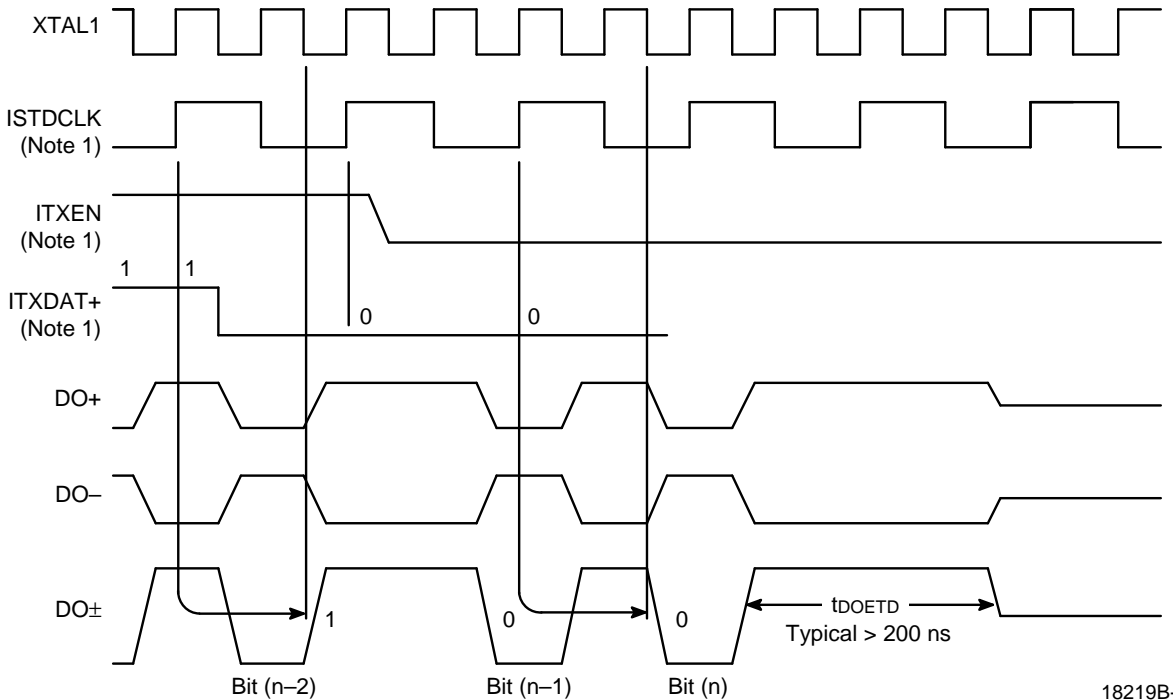 XTAL1
ISTDCLK
(Note 1)
ITXEN
(Note 1)
1 1
ITXDAT+
(Note 1)
0 0
DO+
DO–
DO±
1 0 0
tDOETD
Typical > 200 ns
Bit (n–2) Bit (n–1) Bit (n)
18219B-